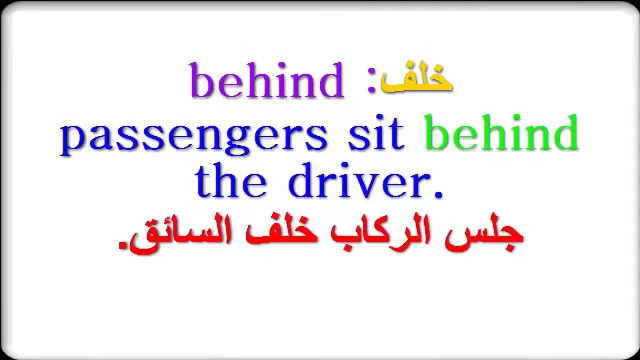 behind :خلف
passengers sit behind
the driver.
جلس الركاب خلف السائق.